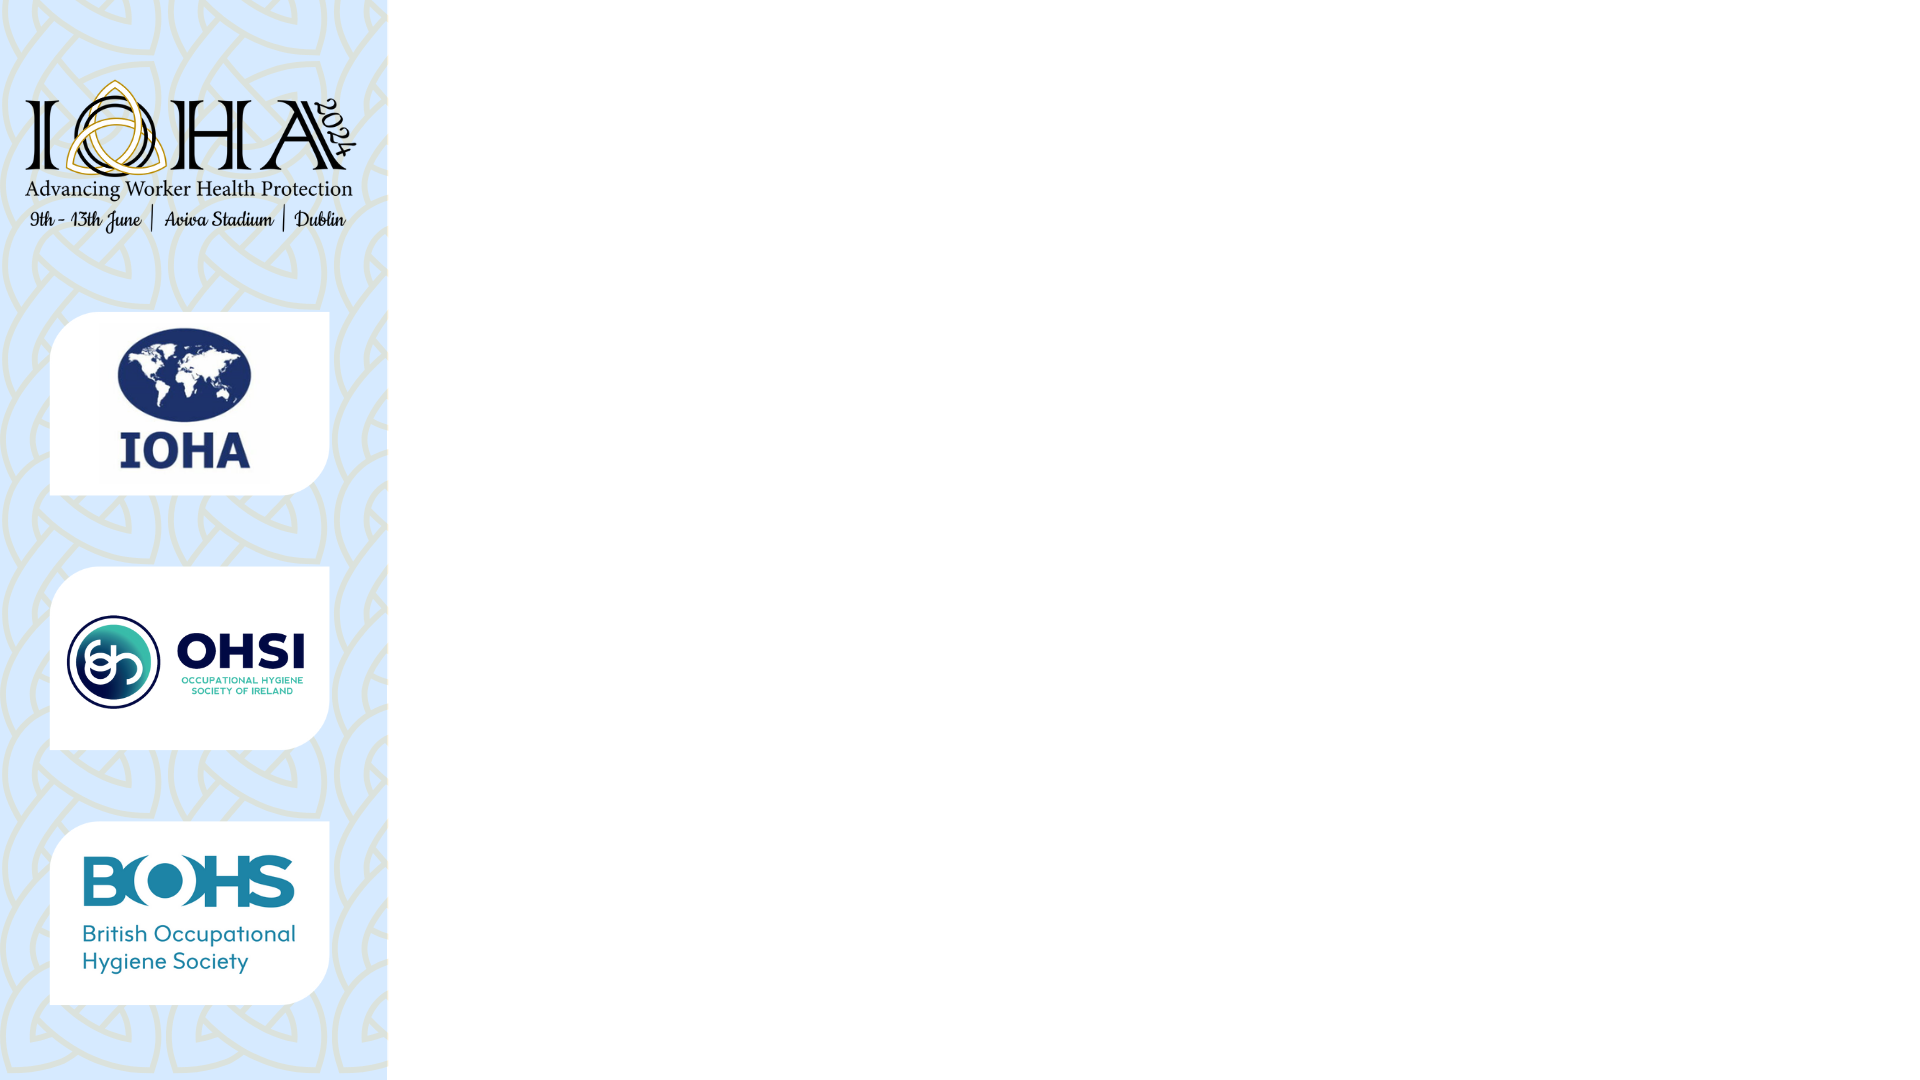 IOHA 2024
Advancing Worker Health Protection
9th - 13th June | Aviva Stadium | Dublin
IOHA
OHSI
OCCUPATIONAL HYGIENE
SOCIETY OF IRELAND
BOHS
British Occupational
Hygiene Society